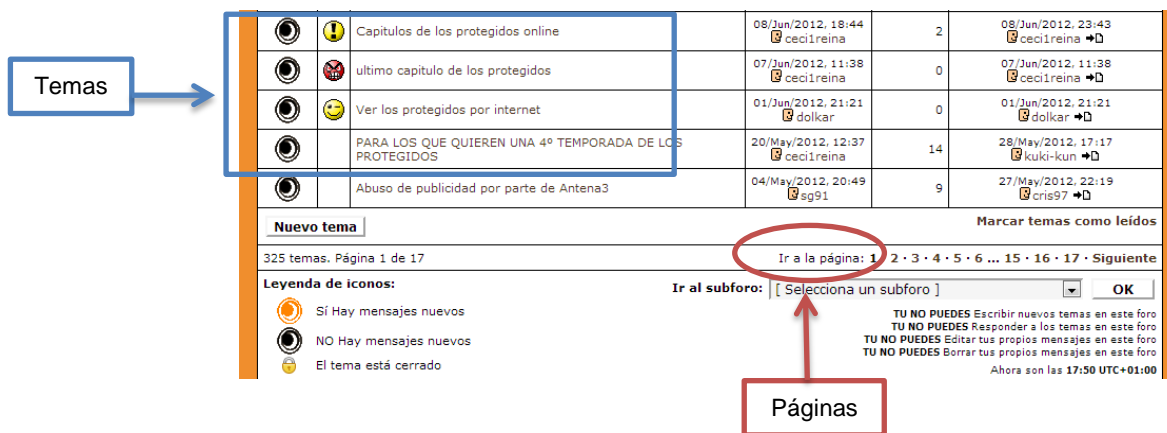 Temas
Capitulos de los protegidos online 08/Jun/2012, 18:44 2 08/Jun/2012, 23:43
ceci1reina ceci1reina
ultimo capitulo de los protegidos 07/Jun/2012, 11:38 0 07/Jun/2012, 11:38
ceci1reina ceci1reina
Ver los protegidos por internet 01/Jun/2012, 21:21 0 01/Jun/2012, 21:21
dolkar dolkar
PARA LOS QUE QUIEREN UNA 4º TEMPORADA DE LOS 20/May/2012, 12:37 14 28/May/2012, 17:17
PROTEGIDOS ceci1reina kuki-kun
Abuso de publicidad por parte de Antena3 04/May/2012, 20:49 9 27/May/2012, 22:19
sg91 cris97
Nuevo tema Marcar temas como leídos
325 temas. Página 1 de 17 Ir a la página: 1 · 2 · 3 · 4 · 5 · 6 ... 15 · 16 · 17 · Siguiente
Leyenda de iconos: Ir al subforo: [ Selecciona un subforo ] OK
Sí Hay mensajes nuevos
NO Hay mensajes nuevos
El tema está cerrado
TU NO PUEDES Escribir nuevos temas en este foro
TU NO PUEDES Responder a los temas en este foro
TU NO PUEDES Editar tus propios mensajes en este foro
TU NO PUEDES Borrar tus propios mensajes en este foro
Ahora son las 17:50 UTC+01:00
Páginas